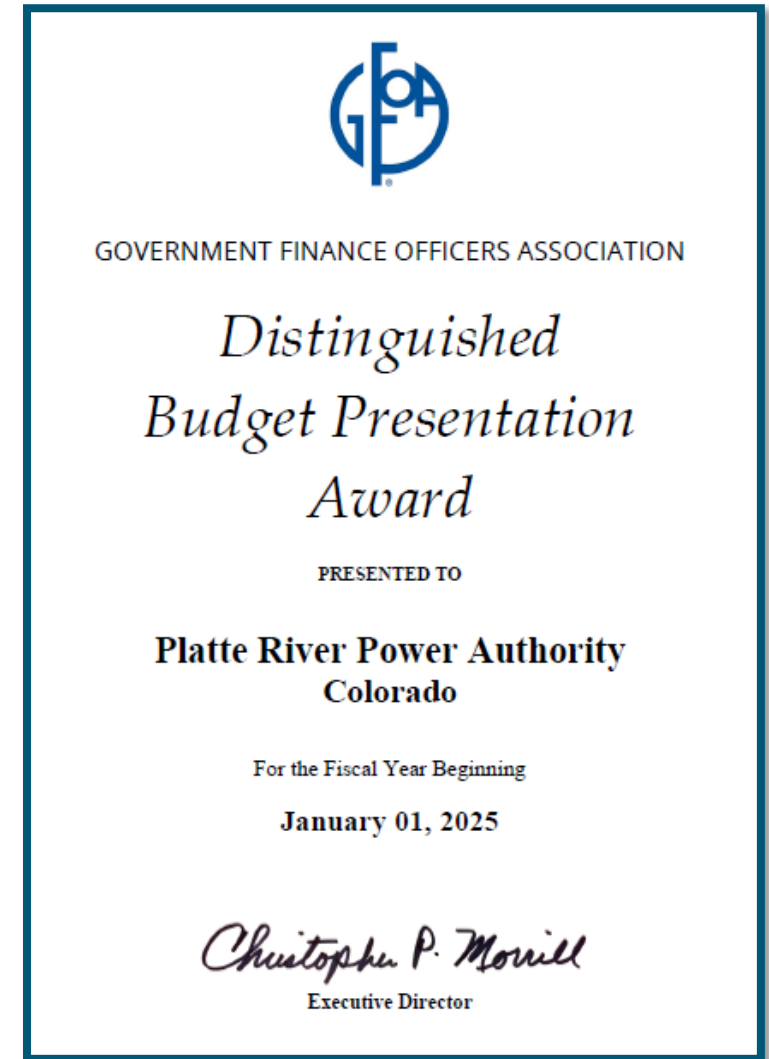 GFOA
GOVERNMENT FINANCE OFFICERS ASSOCIATION
Distinguished
Budget Presentation
Award
PRESENTED TO
Platte River Power Authority
Colorado
For the Fiscal Year Beginning
January 01, 2025
Christopher P. Morrill
Executive Director